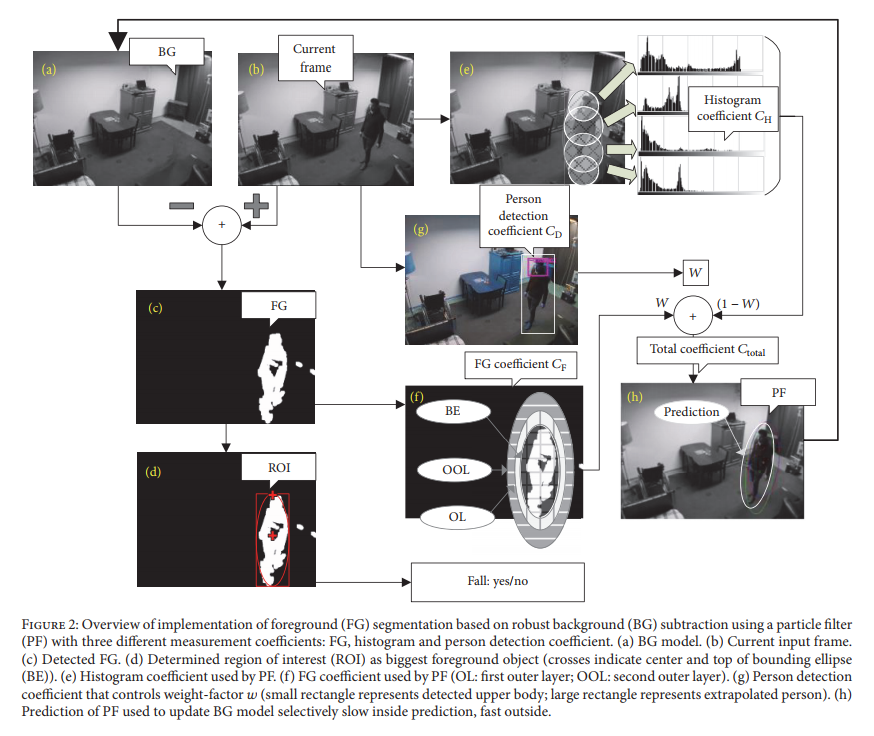 BG
(a)
Current
frame
(b)
(e)
Histogram
coefficient C_H
Person
detection
coefficient C_D
(g)
+
W
W
(1 − W)
+
FG
(c)
Total coefficient C_total
FG coefficient C_F
(f)
BE
OOL
OL
(h)
PF
Prediction
ROI
(d)
Fall: yes/no
Figure 2: Overview of implementation of foreground (FG) segmentation based on robust background (BG) subtraction using a particle filter
(PF) with three different measurement coefficients: FG, histogram and person detection coefficient. (a) BG model. (b) Current input frame.
(c) Detected FG. (d) Determined region of interest (ROI) as biggest foreground object (crosses indicate center and top of bounding ellipse
(BE)). (e) Histogram coefficient used by PF. (f) FG coefficient used by PF (OL: first outer layer; OOL: second outer layer). (g) Person detection
coefficient that controls weight-factor w (small rectangle represents detected upper body; large rectangle represents extrapolated person). (h)
Prediction of PF used to update BG model selectively slow inside prediction, fast outside.